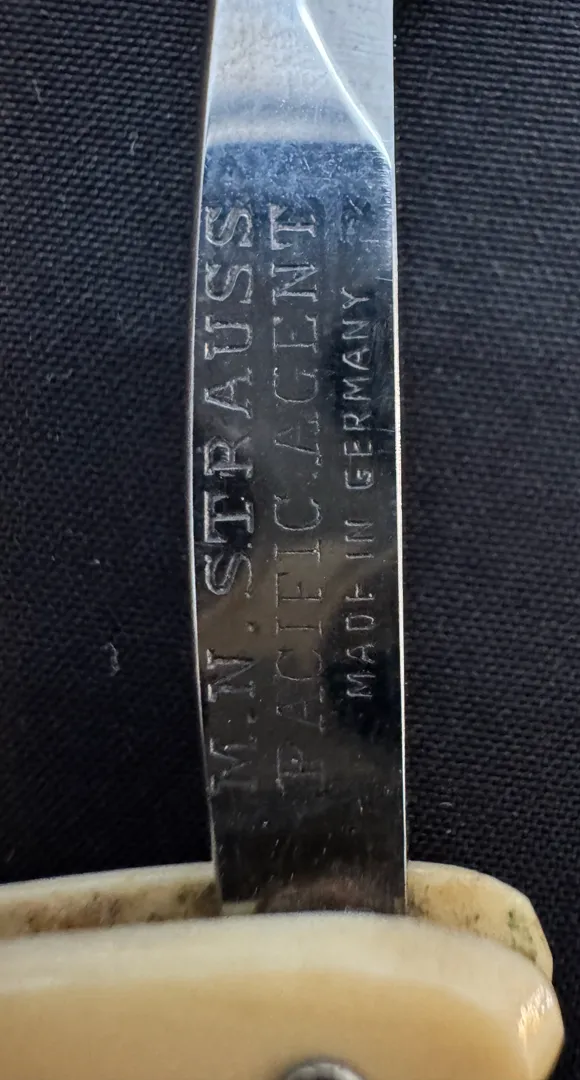 M.N. STRAUSS
PACIFIC AGENT
MADE IN GERMANY